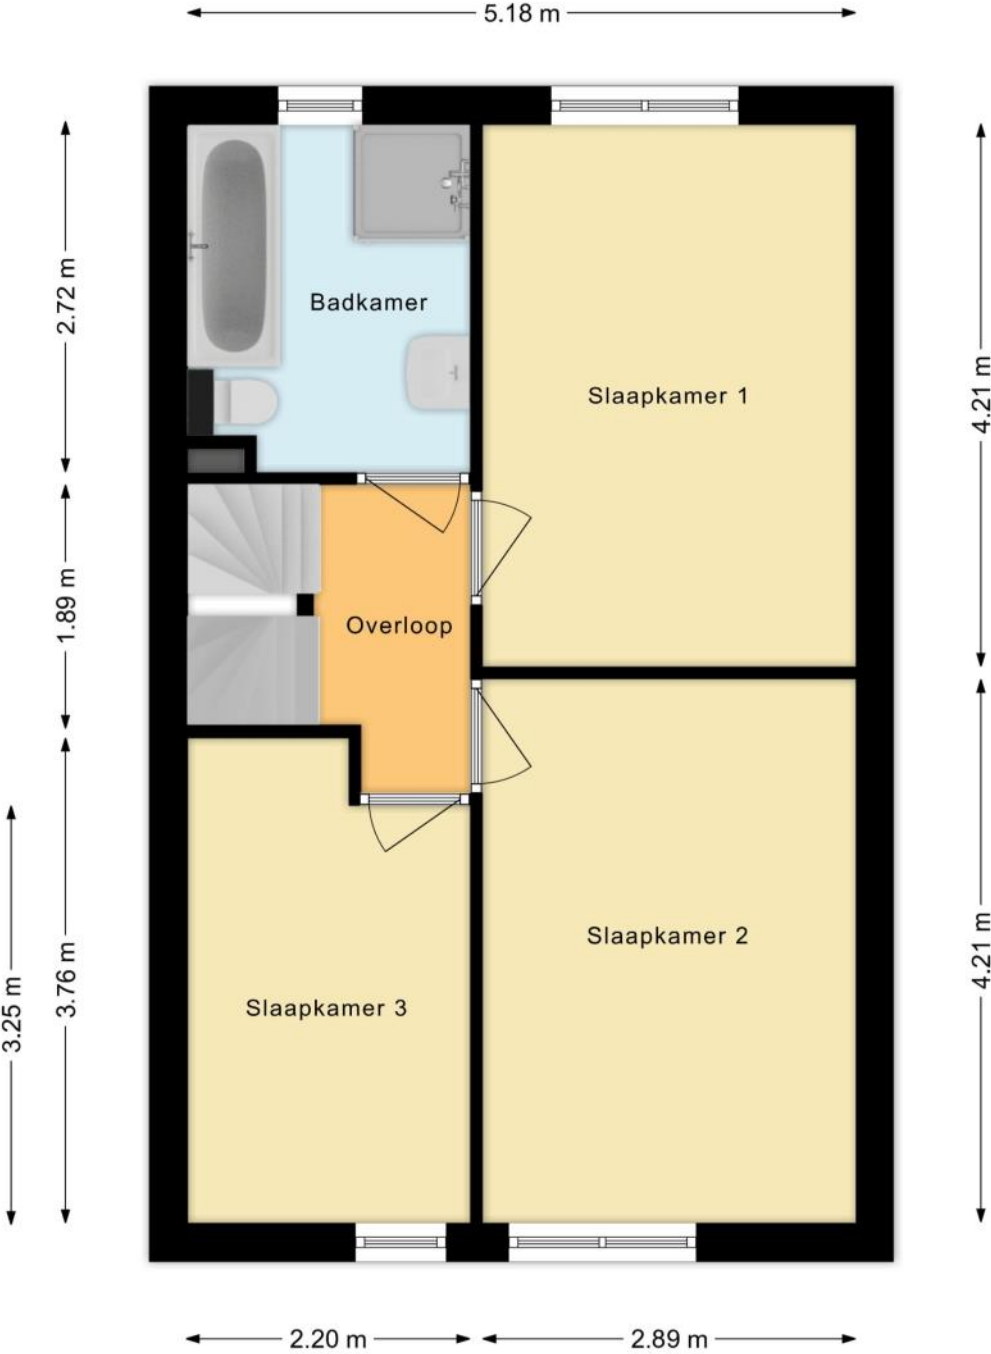 5.18 m
2.72 m
Badkamer
Slaapkamer 1
4.21 m
1.89 m
Overloop
Slaapkamer 2
4.21 m
3.76 m
3.25 m
Slaapkamer 3
2.20 m
2.89 m